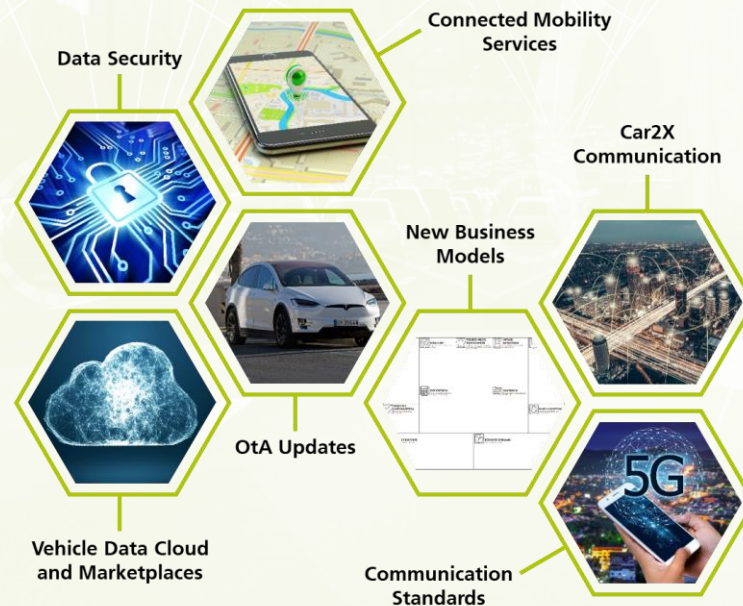 Connected Mobility
Services
Data Security
Car2X
Communication
New Business
Models
OtA Updates
5G
Vehicle Data Cloud
and Marketplaces
Communication
Standards